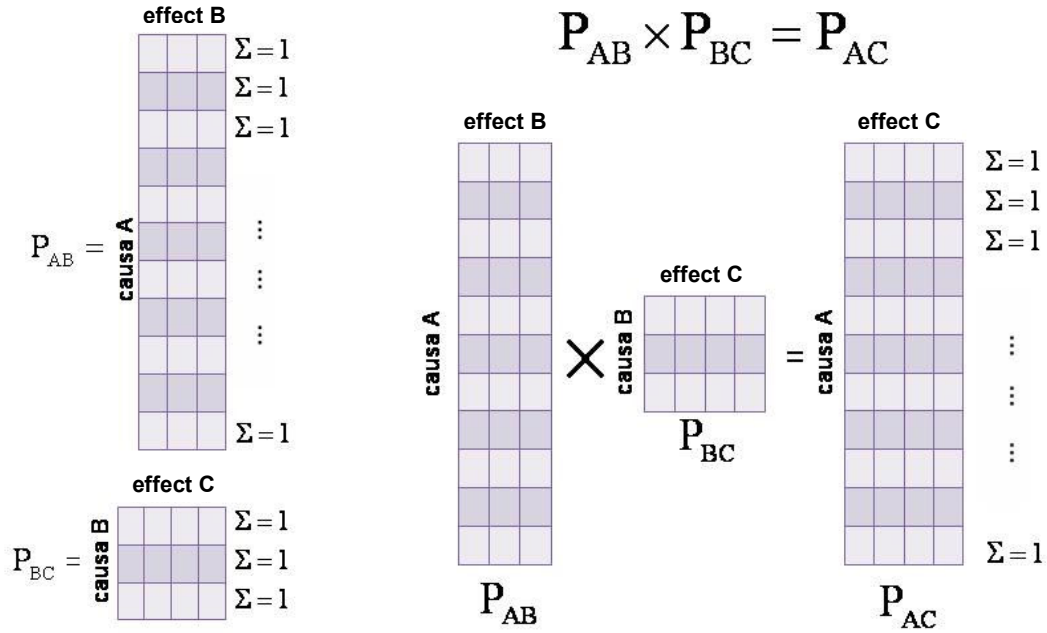 effect B
Σ = 1
Σ = 1
Σ = 1
P_AB =
causa A
⋮
⋮
⋮
Σ = 1
effect C
P_BC =
causa B
Σ = 1
Σ = 1
Σ = 1
P_AB × P_BC = P_AC
effect B
causa A
P_AB
×
effect C
causa B
P_BC
=
effect C
causa A
Σ = 1
Σ = 1
Σ = 1
⋮
⋮
⋮
Σ = 1
P_AC